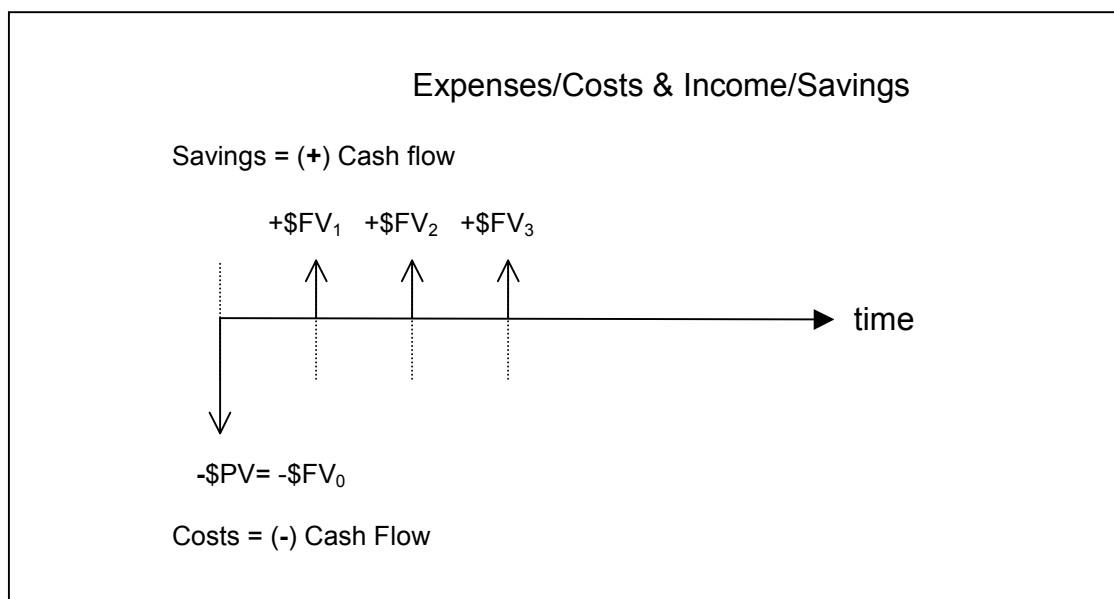 Expenses/Costs & Income/Savings
Savings = (+) Cash flow
+$FV₁ +$FV₂ +$FV₃
time
-$PV= -$FV₀
Costs = (-) Cash Flow